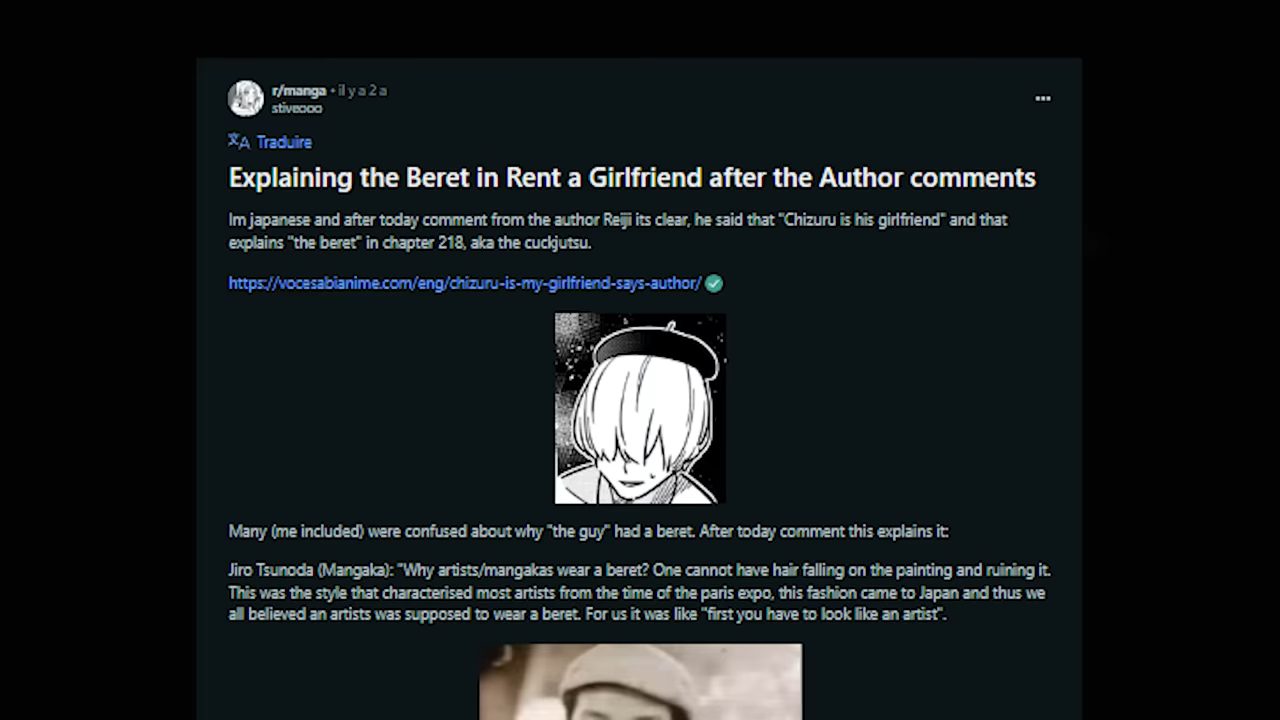 r/manga • il y a 2 a
stiveooo
Traduire
Explaining the Beret in Rent a Girlfriend after the Author comments
Im japanese and after today comment from the author Reiji its clear, he said that "Chizuru is his girlfriend" and that
explains "the beret" in chapter 218, aka the cuckjutsu.
https://vocesabianime.com/eng/chizuru-is-my-girlfriend-says-author/
Many (me included) were confused about why "the guy" had a beret. After today comment this explains it:
Jiro Tsunoda (Mangaka): "Why artists/mangakas wear a beret? One cannot have hair falling on the painting and ruining it.
This was the style that characterised most artists from the time of the paris expo, this fashion came to Japan and thus we
all believed an artists was supposed to wear a beret. For us it was like "first you have to look like an artist".